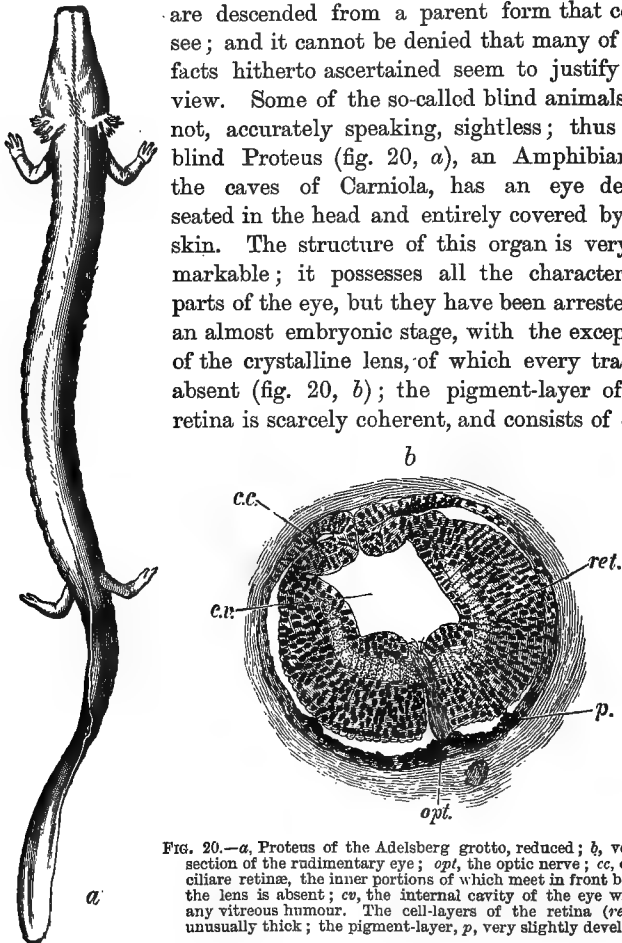 are descended from a parent form that c
see; and it cannot be denied that many of
facts hitherto ascertained seem to justify
view. Some of the so-called blind animals
not, accurately speaking, sightless; thus
blind Proteus (fig. 20, a), an Amphibian
the caves of Carniola, has an eye de
seated in the head and entirely covered by
skin. The structure of this organ is very
markable; it possesses all the character
parts of the eye, but they have been arreste
an almost embryonic stage, with the excep
of the crystalline lens, of which every tra
absent (fig. 20, b); the pigment-layer of
retina is scarcely coherent, and consists of
b
c.c.
ret.
c.v.
p.
opt.
a
FIG. 20.—a, Proteus of the Adelsberg grotto, reduced; b, ve
section of the rudimentary eye; opt, the optic nerve; cc,
ciliare retinæ, the inner portions of which meet in front b
the lens is absent; cv, the internal cavity of the eye w
any vitreous humour. The cell-layers of the retina (re
unusually thick; the pigment-layer, p, very slightly devel